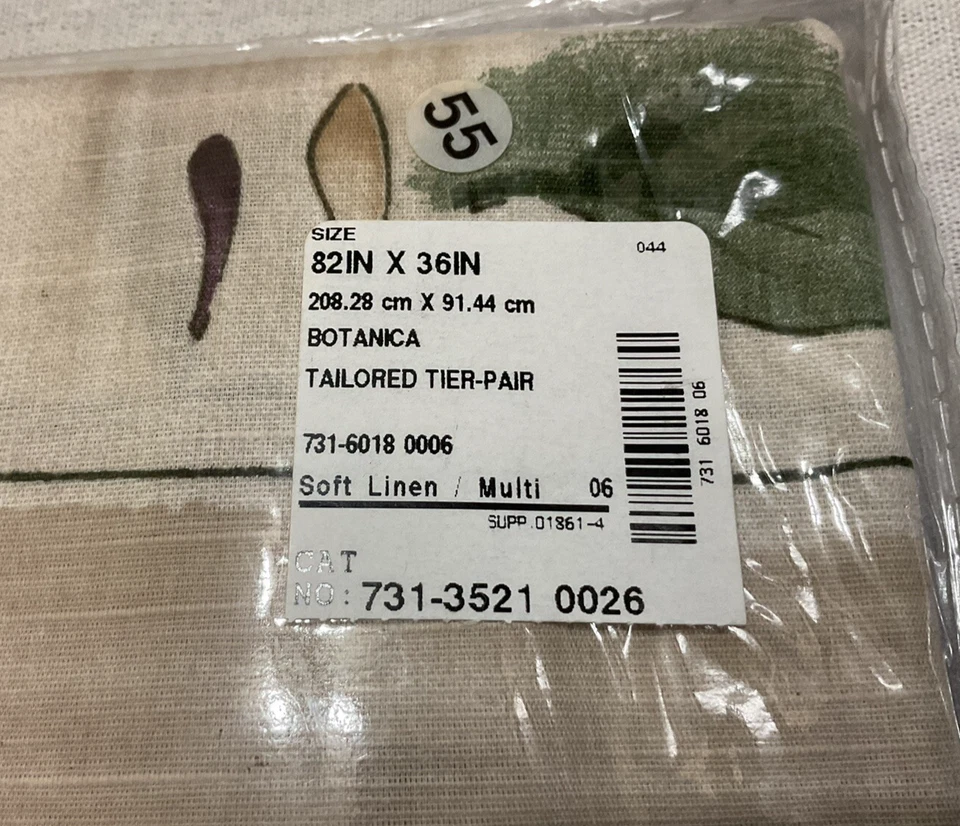 55
SIZE
044
82IN X 36IN
208.28 cm X 91.44 cm
BOTANICA
TAILORED TIER-PAIR
731-6018 0006
Soft Linen / Multi 06
SUPP.01861-4
CAT
NO: 731-3521 0026
731 6018 06